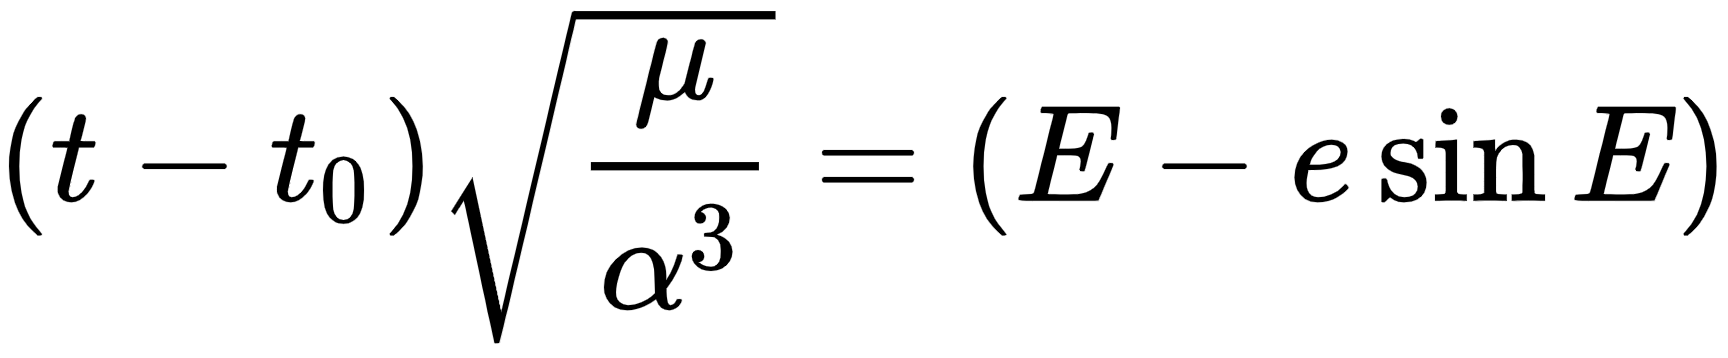 (t − t₀)√(μ/α³) = (E − e sin E)